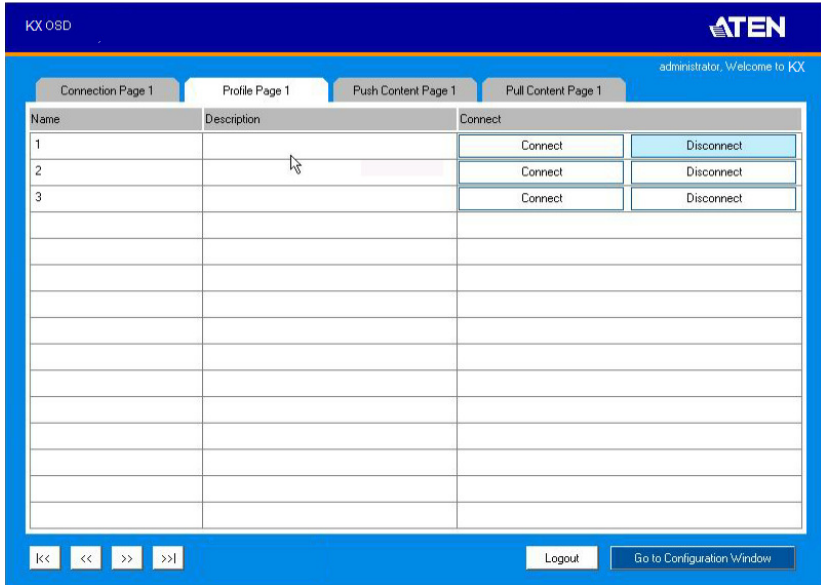 KX OSD
ATEN
administrator, Welcome to KX
Connection Page 1 Profile Page 1 Push Content Page 1 Pull Content Page 1
Name Description Connect
1 Connect Disconnect
2 Connect Disconnect
3 Connect Disconnect
|<< << >> >>| Logout Go to Configuration Window